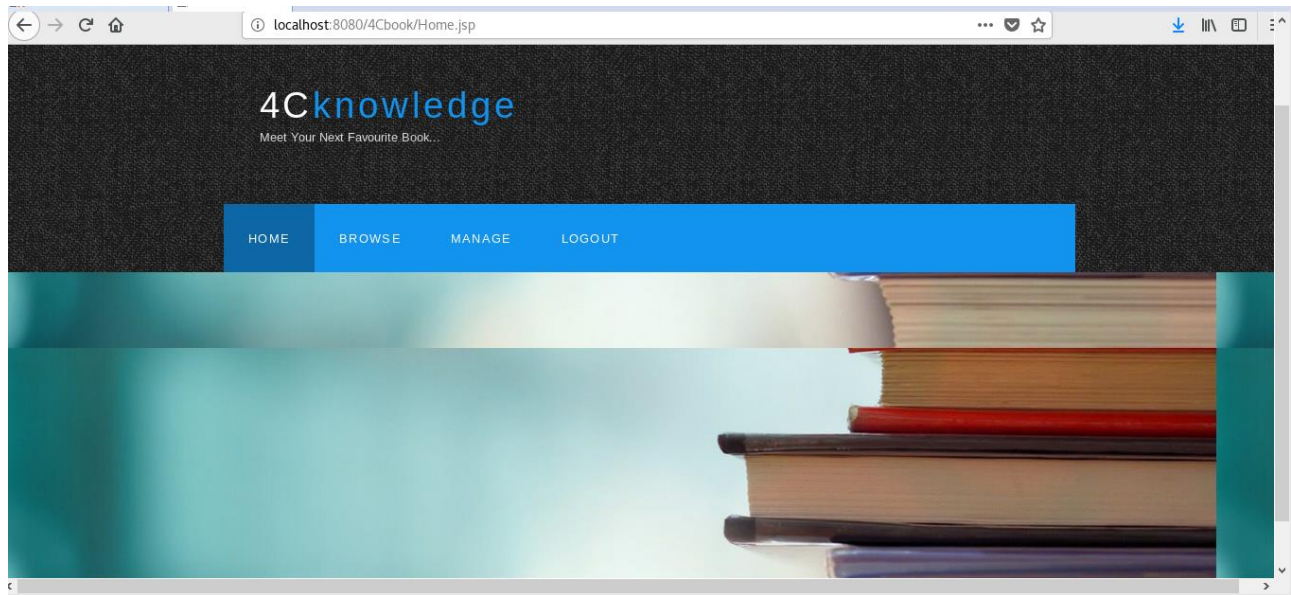 localhost:8080/4Cbook/Home.jsp
4Cknowledge
Meet Your Next Favourite Book...
HOME BROWSE MANAGE LOGOUT